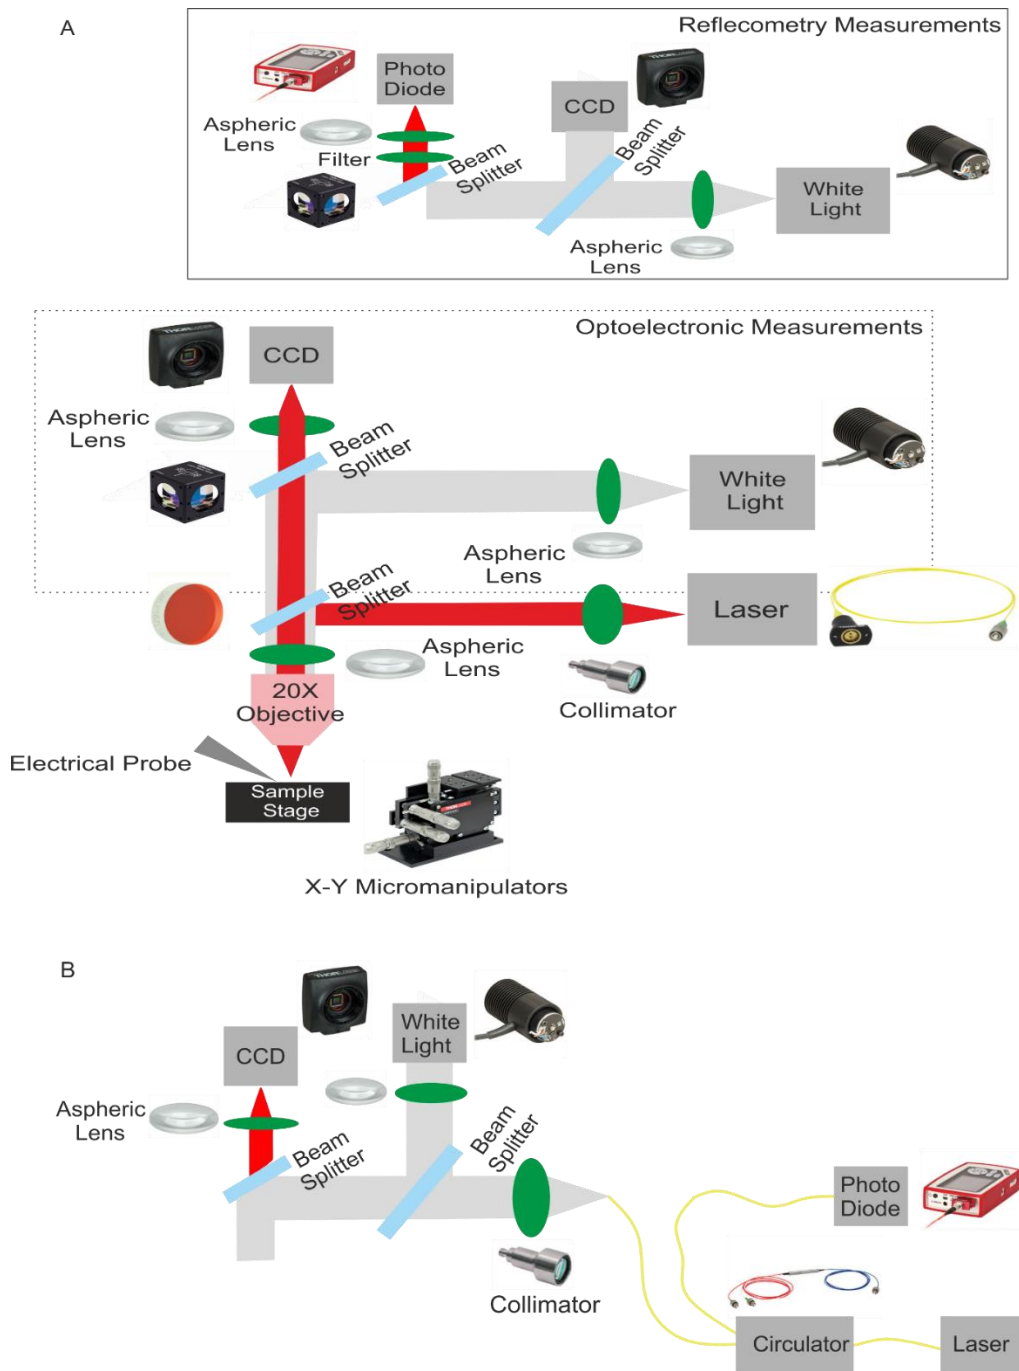 A
Reflecometry Measurements
Photo
Diode
CCD
Aspheric
Lens
Filter
Beam
Splitter
Beam
Splitter
White
Light
Aspheric
Lens
Optoelectronic Measurements
CCD
Aspheric
Lens
Beam
Splitter
White
Light
Aspheric
Lens
Beam
Splitter
Laser
Aspheric
Lens
20X
Objective
Collimator
Electrical Probe
Sample
Stage
X-Y Micromanipulators
B
White
Light
CCD
Aspheric
Lens
Beam
Splitter
Beam
Splitter
Photo
Diode
Collimator
Circulator
Laser